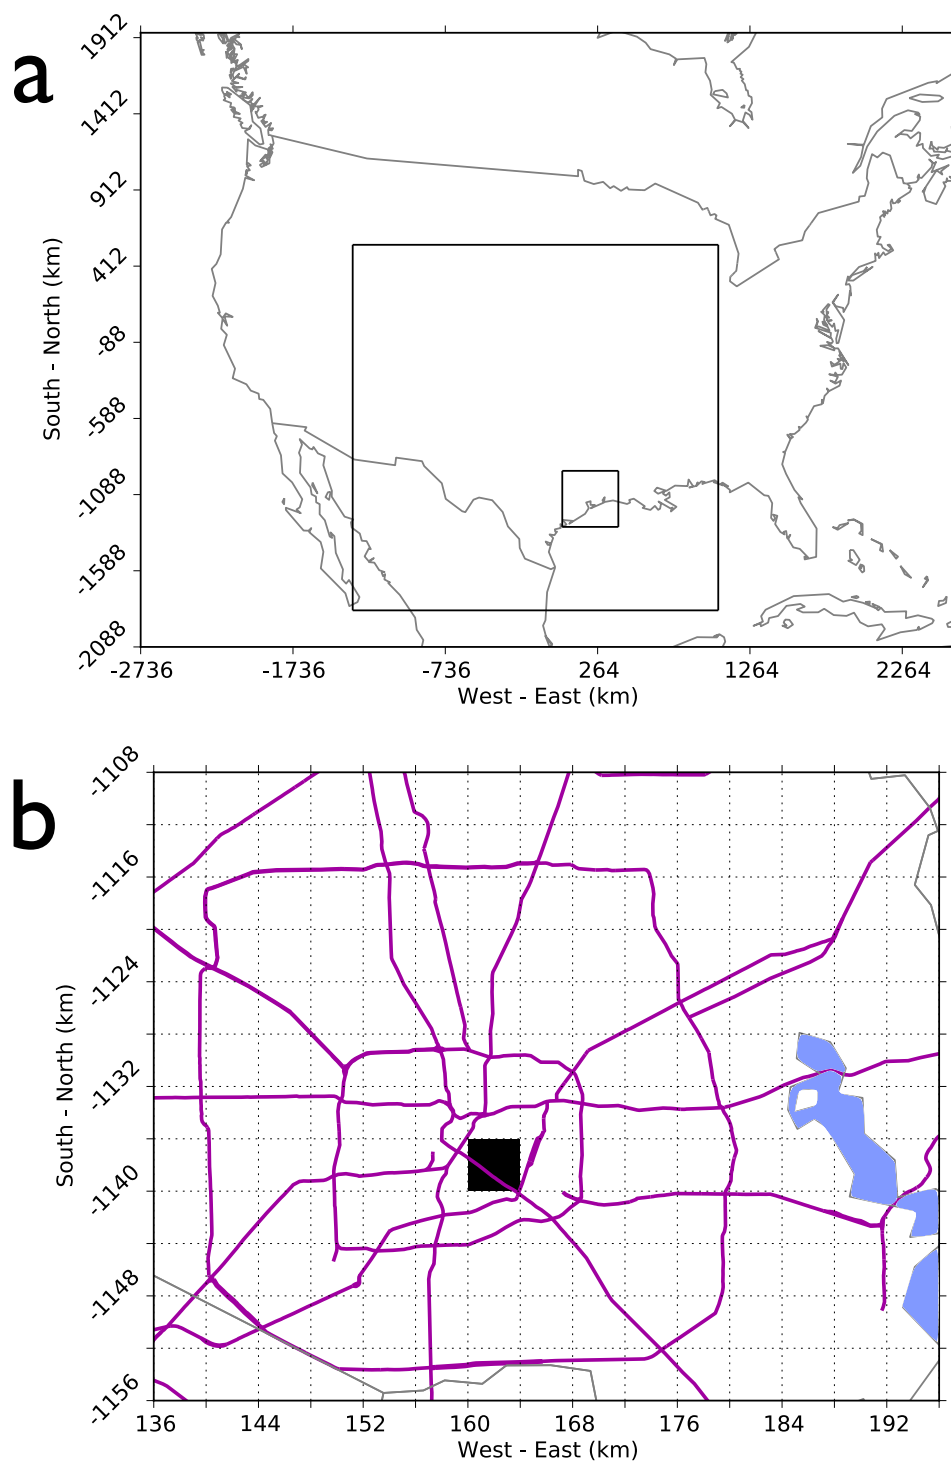 a
1912
1412
912
412
-88
-588
-1088
-1588
-2088
South - North (km)
-2736 -1736 -736 264 1264 2264
West - East (km)
b
-1108
-1116
-1124
-1132
-1140
-1148
-1156
South - North (km)
136 144 152 160 168 176 184 192
West - East (km)